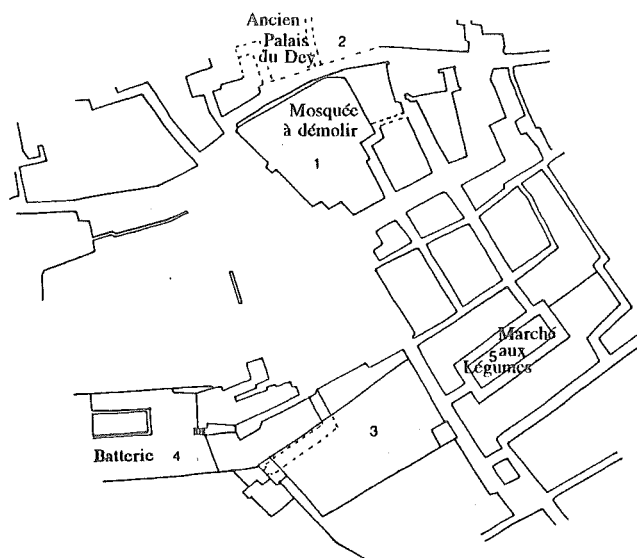 Ancien
Palais
du Dey
2
Mosquée
à démolir
1
Marché
5 aux
Légumes
3
Batterie 4